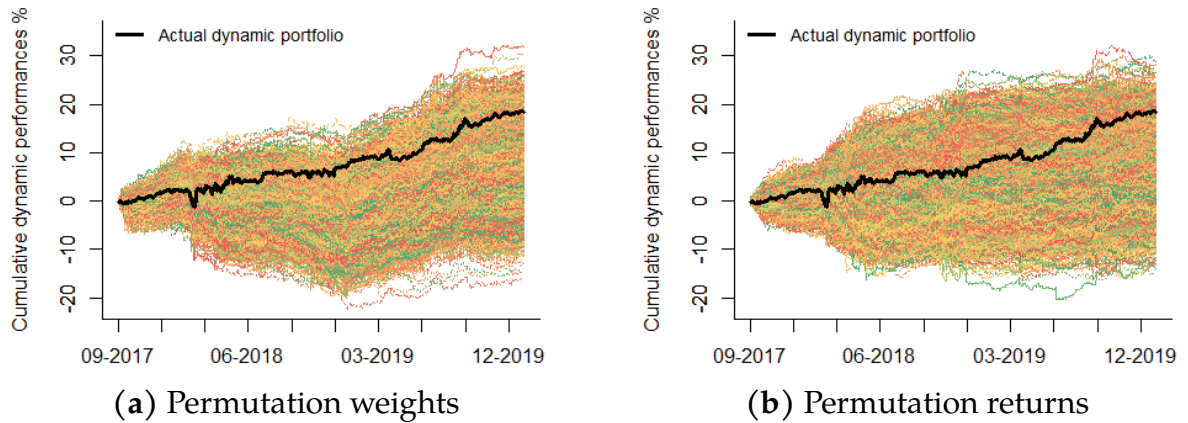 Cumulative dynamic performances %
30
20
10
0
-10
-20
Actual dynamic portfolio
09-2017 06-2018 03-2019 12-2019
(a) Permutation weights
Cumulative dynamic performances %
30
20
10
0
-10
-20
Actual dynamic portfolio
09-2017 06-2018 03-2019 12-2019
(b) Permutation returns